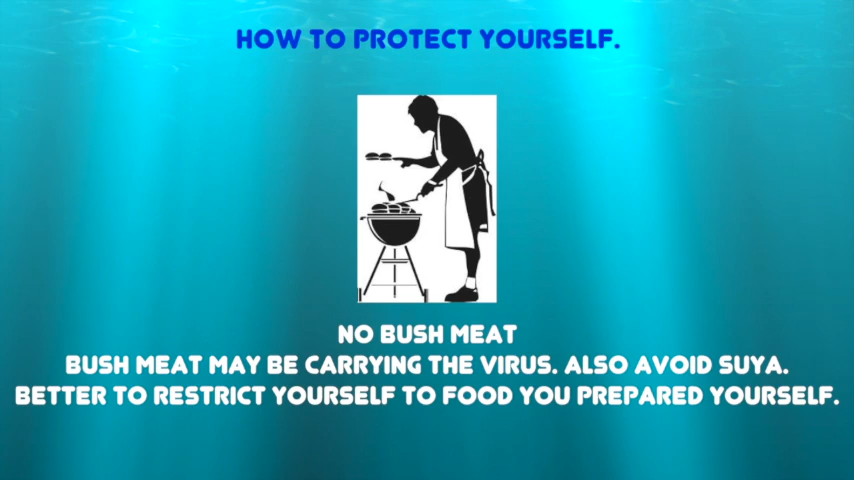 HOW TO PROTECT YOURSELF.
NO BUSH MEAT
BUSH MEAT MAY BE CARRYING THE VIRUS. ALSO AVOID SUYA.
BETTER TO RESTRICT YOURSELF TO FOOD YOU PREPARED YOURSELF.